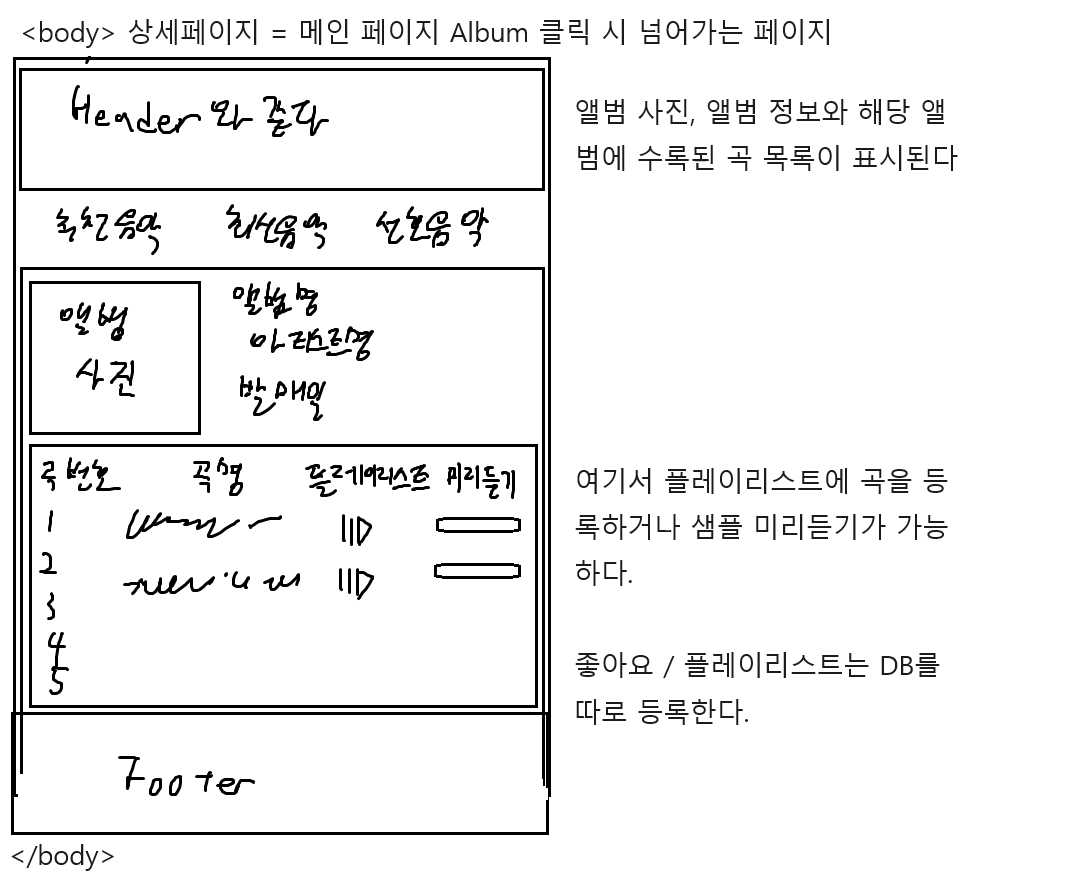 <body> 상세페이지 = 메인 페이지 Album 클릭 시 넘어가는 페이지
Header와 같다
앨범 사진, 앨범 정보와 해당 앨
범에 수록된 곡 목록이 표시된다
추천음악 최신음악 선호음악
앨범
사진
앨범명
아티스트명
발매일
곡 번호 곡명 플레이리스트 미리듣기
1
2
3
4
5
여기서 플레이리스트에 곡을 등
록하거나 샘플 미리듣기가 가능
하다.
좋아요 / 플레이리스트는 DB를
따로 등록한다.
Footer
</body>